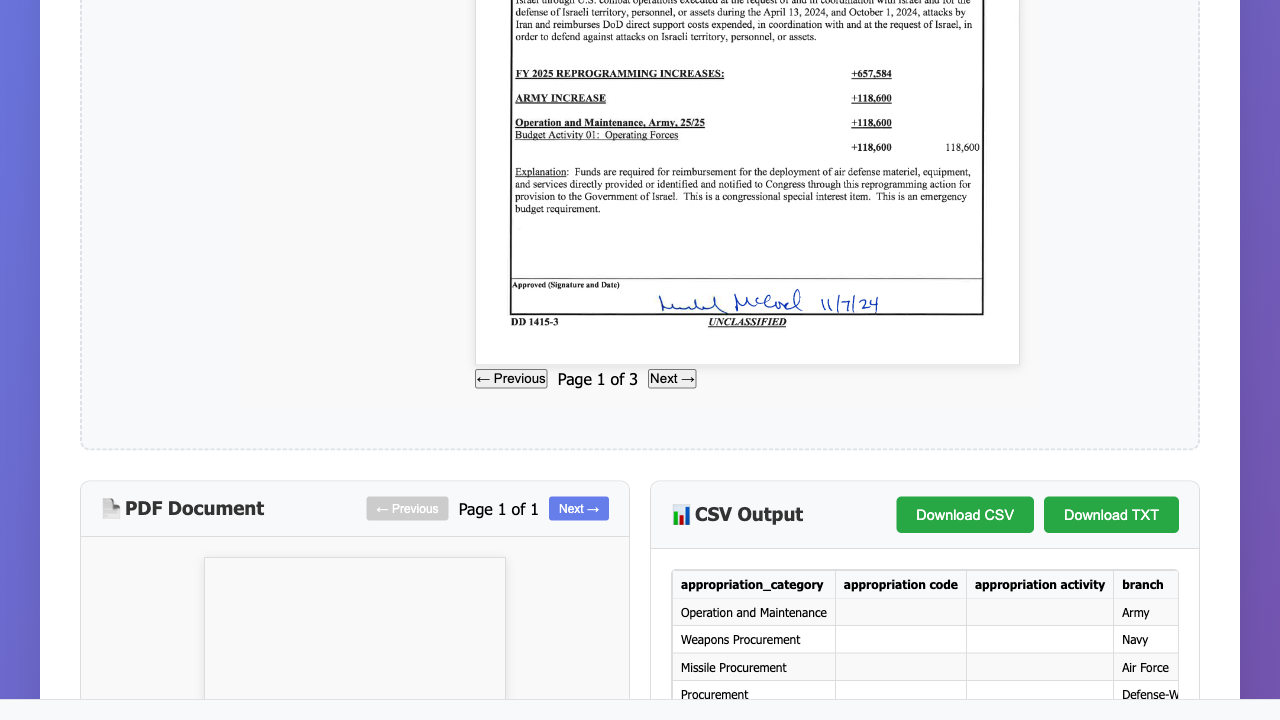 Israel through U.S. combat operations executed at the request of and in coordination with Israel and for the
defense of Israeli territory, personnel, or assets during the April 13, 2024, and October 1, 2024, attacks by
Iran and reimburses DoD direct support costs expended, in coordination with and at the request of Israel, in
order to defend against attacks on Israeli territory, personnel, or assets.
FY 2025 REPROGRAMMING INCREASES: +657,584
ARMY INCREASE +118,600
Operation and Maintenance, Army, 25/25 +118,600
Budget Activity 01: Operating Forces
+118,600 118,600
Explanation: Funds are required for reimbursement for the deployment of air defense materiel, equipment,
and services directly provided or identified and notified to Congress through this reprogramming action for
provision to the Government of Israel. This is a congressional special interest item. This is an emergency
budget requirement.
Approved (Signature and Date)
11/7/24
DD 1415-3 UNCLASSIFIED
← Previous Page 1 of 3 Next →
PDF Document ← Previous Page 1 of 1 Next →
CSV Output Download CSV Download TXT
appropriation_category appropriation code appropriation activity branch
Operation and Maintenance Army
Weapons Procurement Navy
Missile Procurement Air Force
Procurement Defense-W